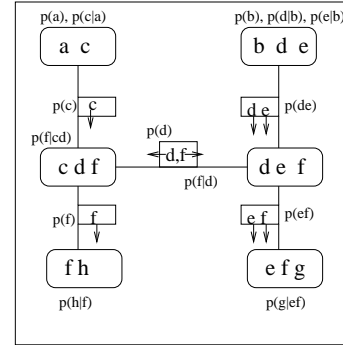 p(a), p(c|a)
p(b), p(d|b), p(e|b)
a c
b d e
p(c)
c
d e
p(de)
p(f|cd)
p(d)
c d f
d,f
d e f
p(f|d)
p(f)
f
e f
p(ef)
f h
e f g
p(h|f)
p(g|ef)